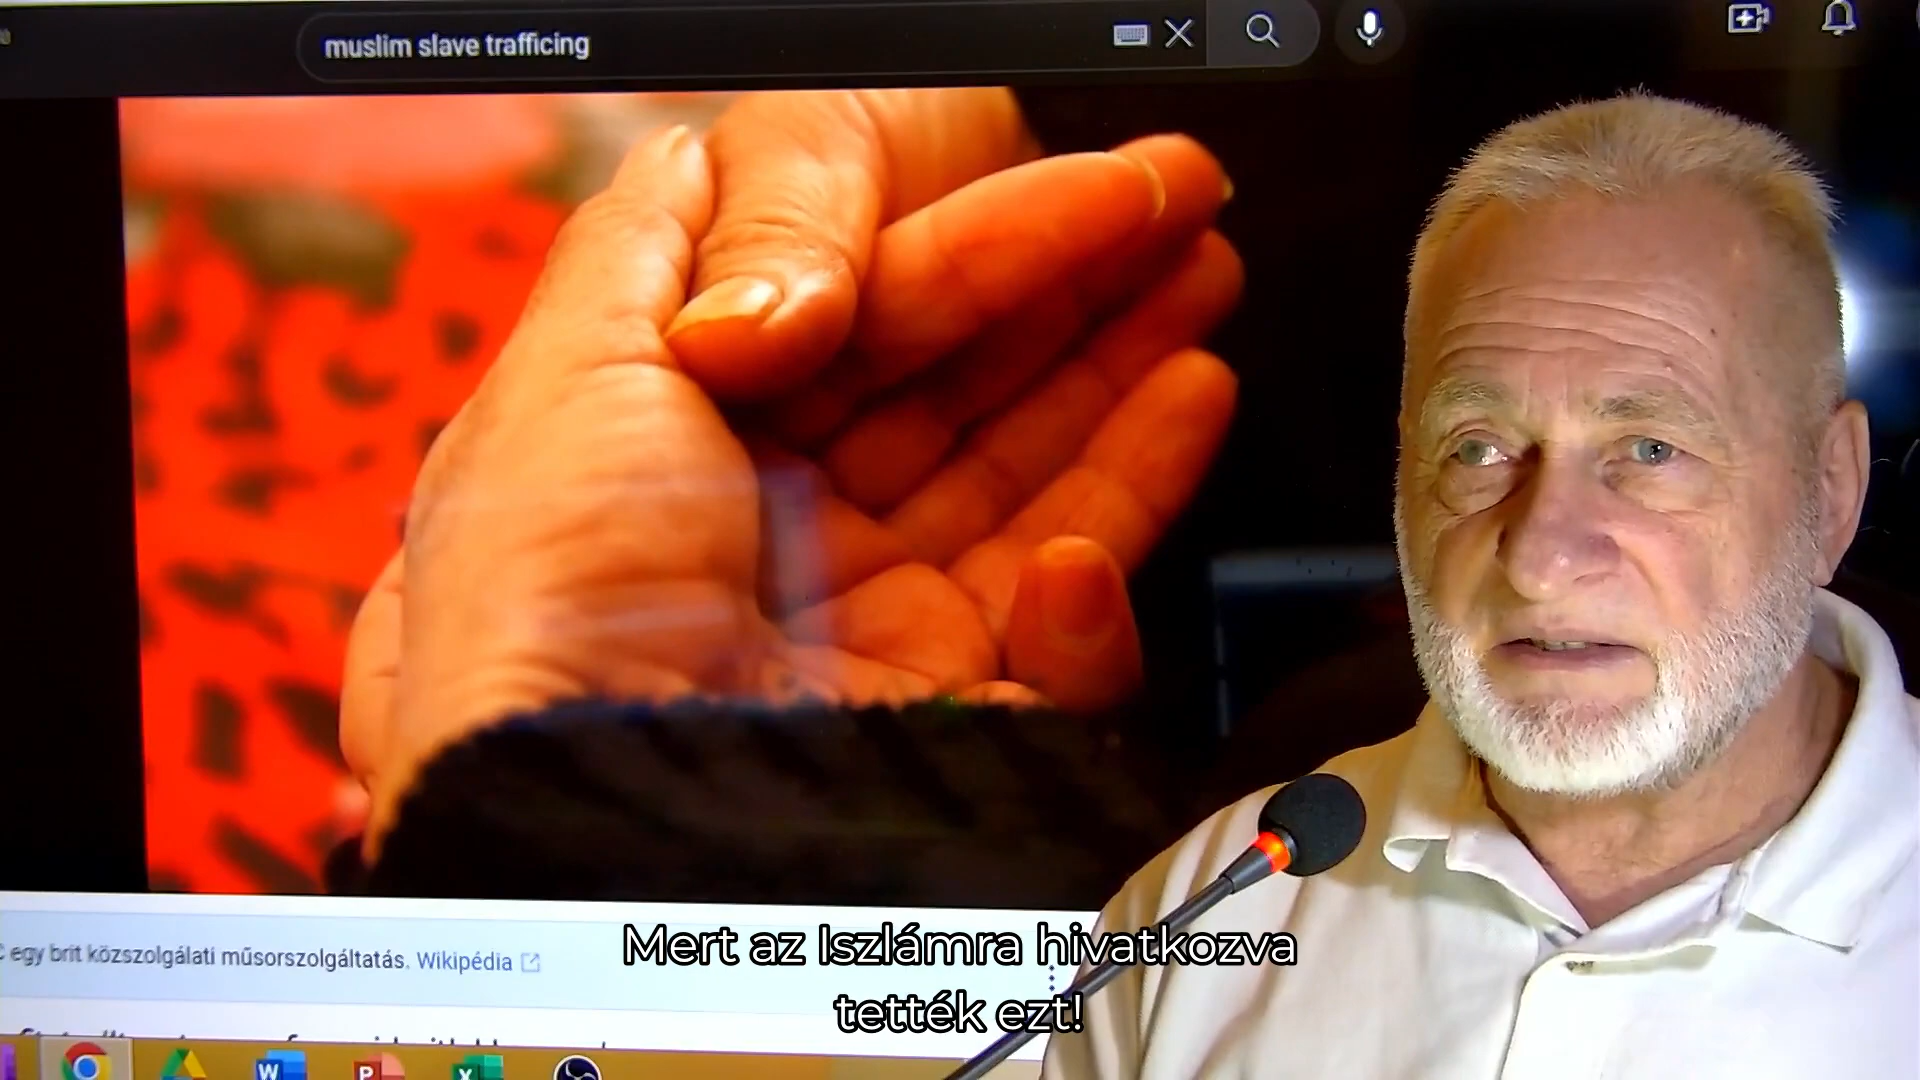 muslim slave trafficing
egy brit közszolgálati műsorszolgáltatás. Wikipédia
Mert az Iszlámra hivatkozva
tették ezt!
W
P
X